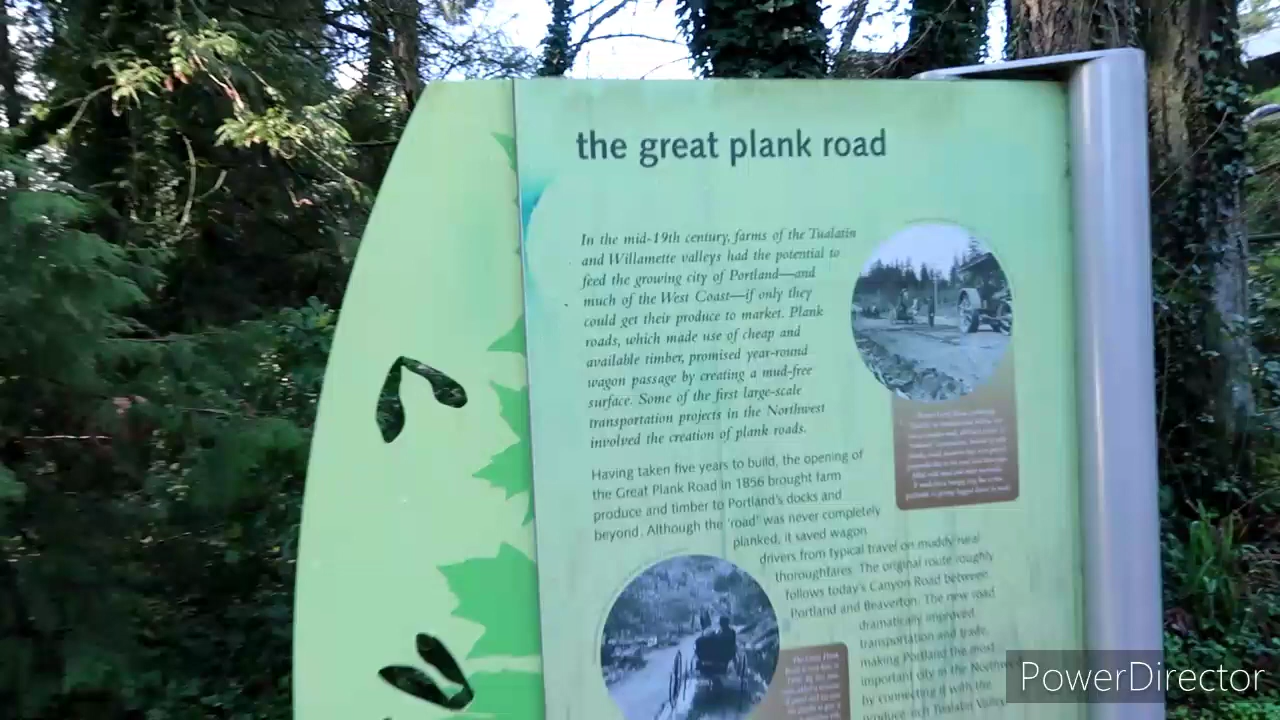 the great plank road
In the mid-19th century, farms of the Tualatin
and Willamette valleys had the potential to
feed the growing city of Portland—and
much of the West Coast—if only they
could get their produce to market. Plank
roads, which made use of cheap and
available timber, promised year-round
wagon passage by creating a mud-free
surface. Some of the first large-scale
transportation projects in the Northwest
involved the creation of plank roads.
Having taken five years to build, the opening of
the Great Plank Road in 1856 brought farm
produce and timber to Portland's docks and
beyond. Although the 'road' was never completely
planked, it saved wagon
drivers from typical travel on muddy near
thoroughfares. The original route roughly
follows today's Canyon Road between
Portland and Beaverton. The new road
dramatically improved
transportation and trade,
making Portland the most
important city in the Northwe
by connecting it with the
produce-rich Tualatin Valley
PowerDirector